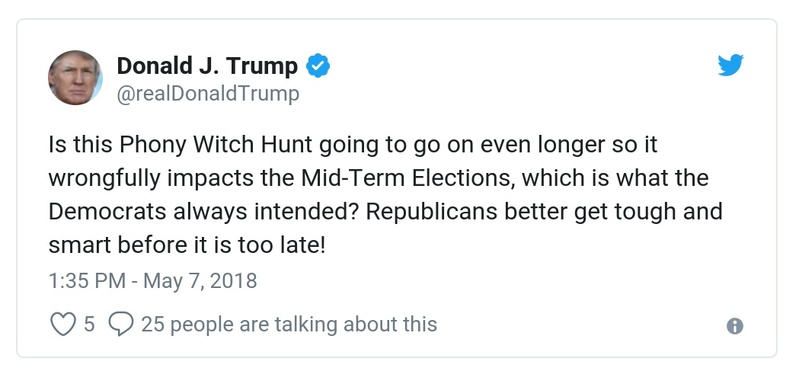 Donald J. Trump
@realDonaldTrump
Is this Phony Witch Hunt going to go on even longer so it
wrongfully impacts the Mid-Term Elections, which is what the
Democrats always intended? Republicans better get tough and
smart before it is too late!
1:35 PM - May 7, 2018
5 25 people are talking about this